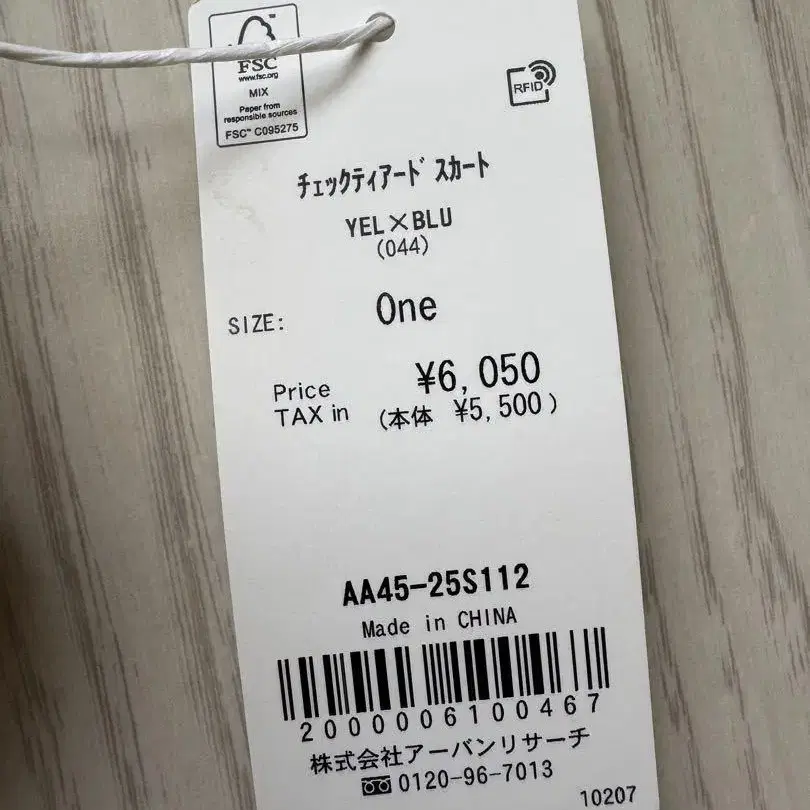 FSC
www.fsc.org
MIX
Paper from
responsible sources
FSC™ C095275
RFID
チェックティアードスカート
YEL×BLU
(044)
SIZE: One
Price ¥6,050
TAX in (本体 ¥5,500)
AA45-25S112
Made in CHINA
2000006100467
株式会社アーバンリサーチ
0120-96-7013
10207